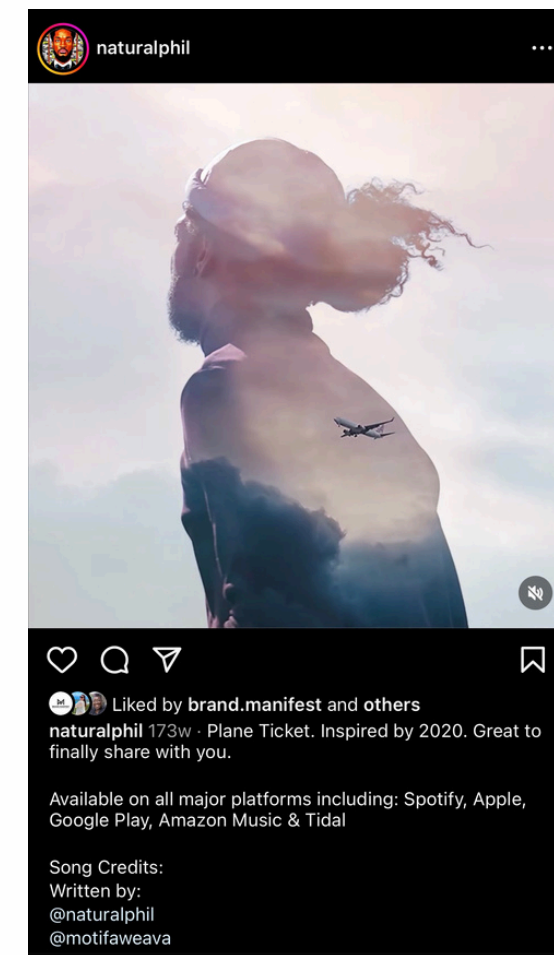 naturalphil
Liked by brand.manifest and others
naturalphil 173w · Plane Ticket. Inspired by 2020. Great to
finally share with you.
Available on all major platforms including: Spotify, Apple,
Google Play, Amazon Music & Tidal
Song Credits:
Written by:
@naturalphil
@motifaweava